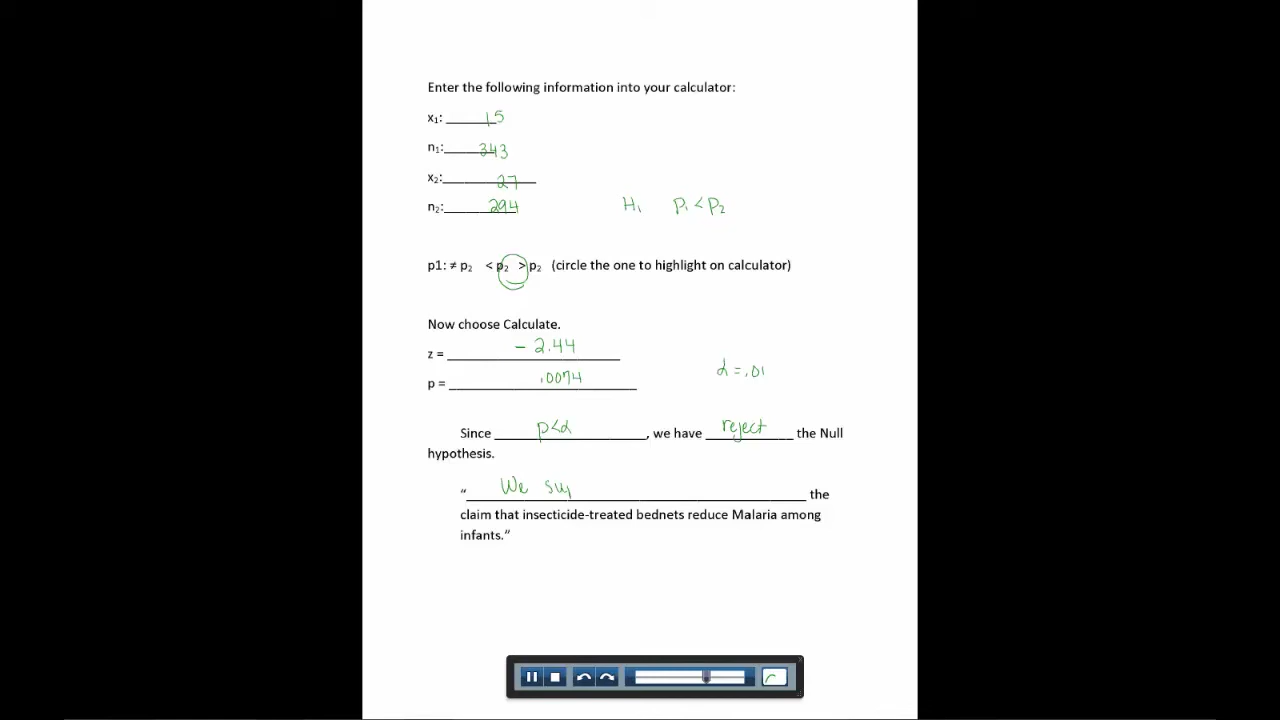 Enter the following information into your calculator:
x₁: 15
n₁: 343
x₂: 27
n₂: 294
H₁ p₁ < p₂
p1: ≠ p₂ < p₂ > p₂ (circle the one to highlight on calculator)
Now choose Calculate.
z = - 2.44
p = .0074
α = .01
Since p<α, we have reject the Null
hypothesis.
“ We sup the
claim that insecticide-treated bednets reduce Malaria among
infants.”